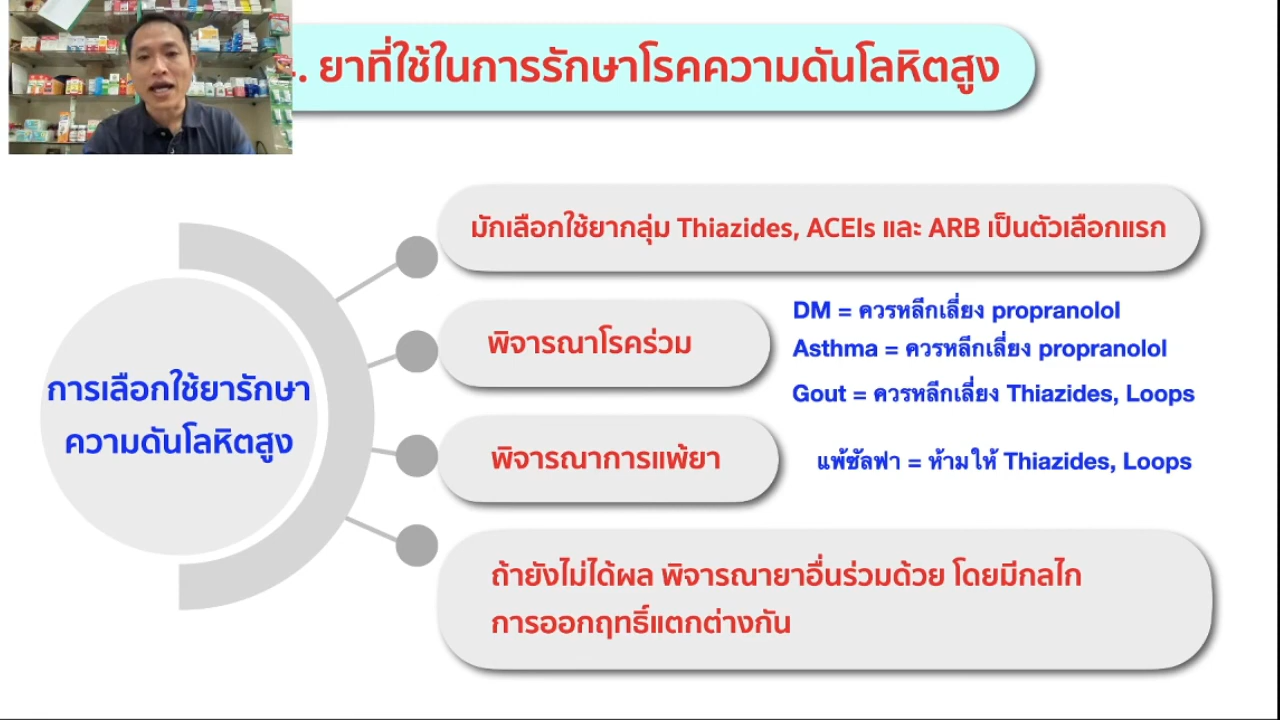 . ยาที่ใช้ในการรักษาโรคความดันโลหิตสูง
มักเลือกใช้ยากลุ่ม Thiazides, ACEIs และ ARB เป็นตัวเลือกแรก
พิจารณาโรคร่วม
DM = ควรหลีกเลี่ยง propranolol
Asthma = ควรหลีกเลี่ยง propranolol
Gout = ควรหลีกเลี่ยง Thiazides, Loops
การเลือกใช้ยารักษา
ความดันโลหิตสูง
พิจารณาการแพ้ยา
แพ้ซัลฟา = ห้ามให้ Thiazides, Loops
ถ้ายังไม่ได้ผล พิจารณายาอื่นร่วมด้วย โดยมีกลไก
การออกฤทธิ์แตกต่างกัน